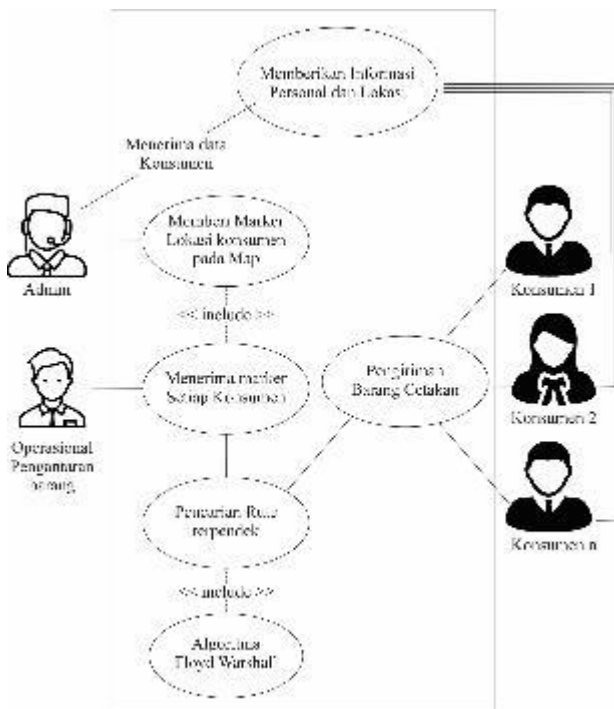 Memberikan Informasi
Personal dan Lokasi
Menerima data
Konsumen
Memberi Marker
Lokasi konsumen
pada Map
Admin
Konsumen 1
<< include >>
Menerima marker
Setiap Konsumen
Pengiriman
Barang Cetakan
Operasional
Pengantaran
barang
Konsumen 2
Pencarian Rute
terpendek
Konsumen n
<< include >>
Algoritma
Floyd Warshall